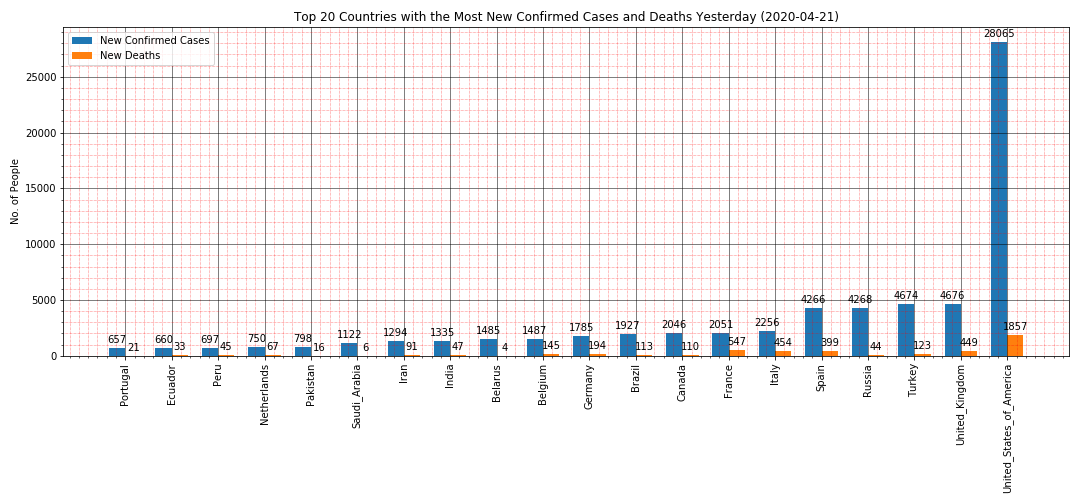 Top 20 Countries with the Most New Confirmed Cases and Deaths Yesterday (2020-04-21)
New Confirmed Cases
New Deaths
No. of People
25000
20000
15000
10000
5000
0
657 21
660 33
697 45
750 67
798 16
1122 6
1294 91
1335 47
1485 4
1487 145
1785 194
1927 113
2046 110
2051 547
2256 454
4266 399
4268 44
4674 123
4676 449
28065 1857
Portugal
Ecuador
Peru
Netherlands
Pakistan
Saudi_Arabia
Iran
India
Belarus
Belgium
Germany
Brazil
Canada
France
Italy
Spain
Russia
Turkey
United_Kingdom
United_States_of_America